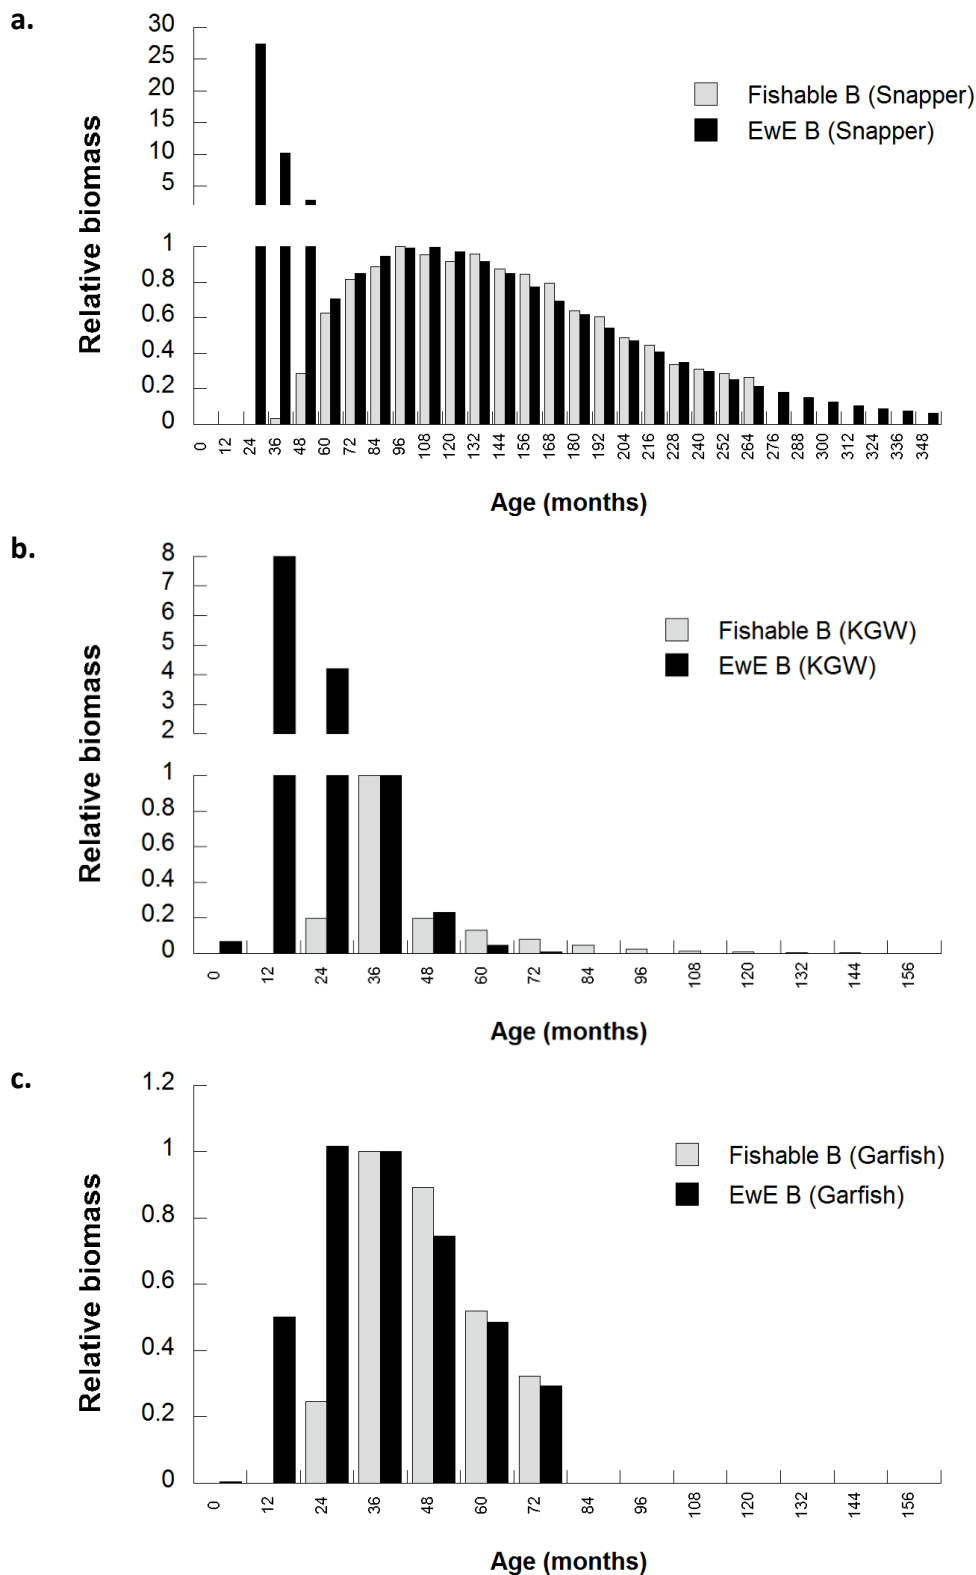 a.
30
25
20
15
10
5
1
0.8
0.6
0.4
0.2
0
Relative biomass
Relative biomass
Fishable B (Snapper)
EwE B (Snapper)
0 12 24 36 48 60 72 84 96 108 120 132 144 156 168 180 192 204 216 228 240 252 264 276 288 300 312 324 336 348
Age (months)
b.
8
7
6
5
4
3
2
1
0.8
0.6
0.4
0.2
0
Relative biomass
Relative biomass
Fishable B (KGW)
EwE B (KGW)
0 12 24 36 48 60 72 84 96 108 120 132 144 156
Age (months)
c.
1.2
1
0.8
0.6
0.4
0.2
0
Relative biomass
Fishable B (Garfish)
EwE B (Garfish)
0 12 24 36 48 60 72 84 96 108 120 132 144 156
Age (months)